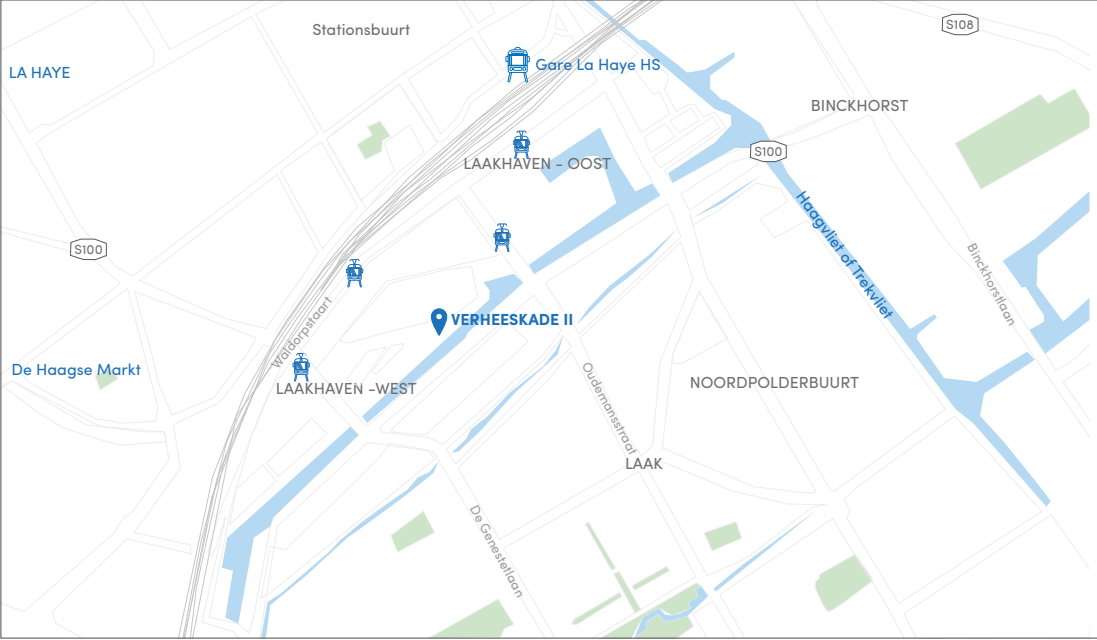 Stationsbuurt
S108
Gare La Haye HS
LA HAYE
BINCKHORST
S100
LAAKHAVEN - OOST
Haagvliet of Trekvliet
S100
Binckhorstlaan
Waldorpstaart
VERHEESKADE II
De Haagse Markt
LAAKHAVEN -WEST
NOORDPOLDERBUURT
Oudemansstraat
LAAK
De Genestetlaan